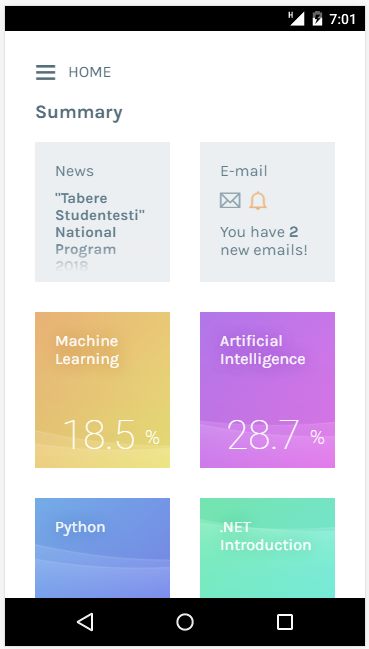 H 7:01
HOME
Summary
News
"Tabere
Studentesti"
National
Program
2018
E-mail
You have 2
new emails!
Machine
Learning
18.5 %
Artificial
Intelligence
28.7 %
Python
.NET
Introduction